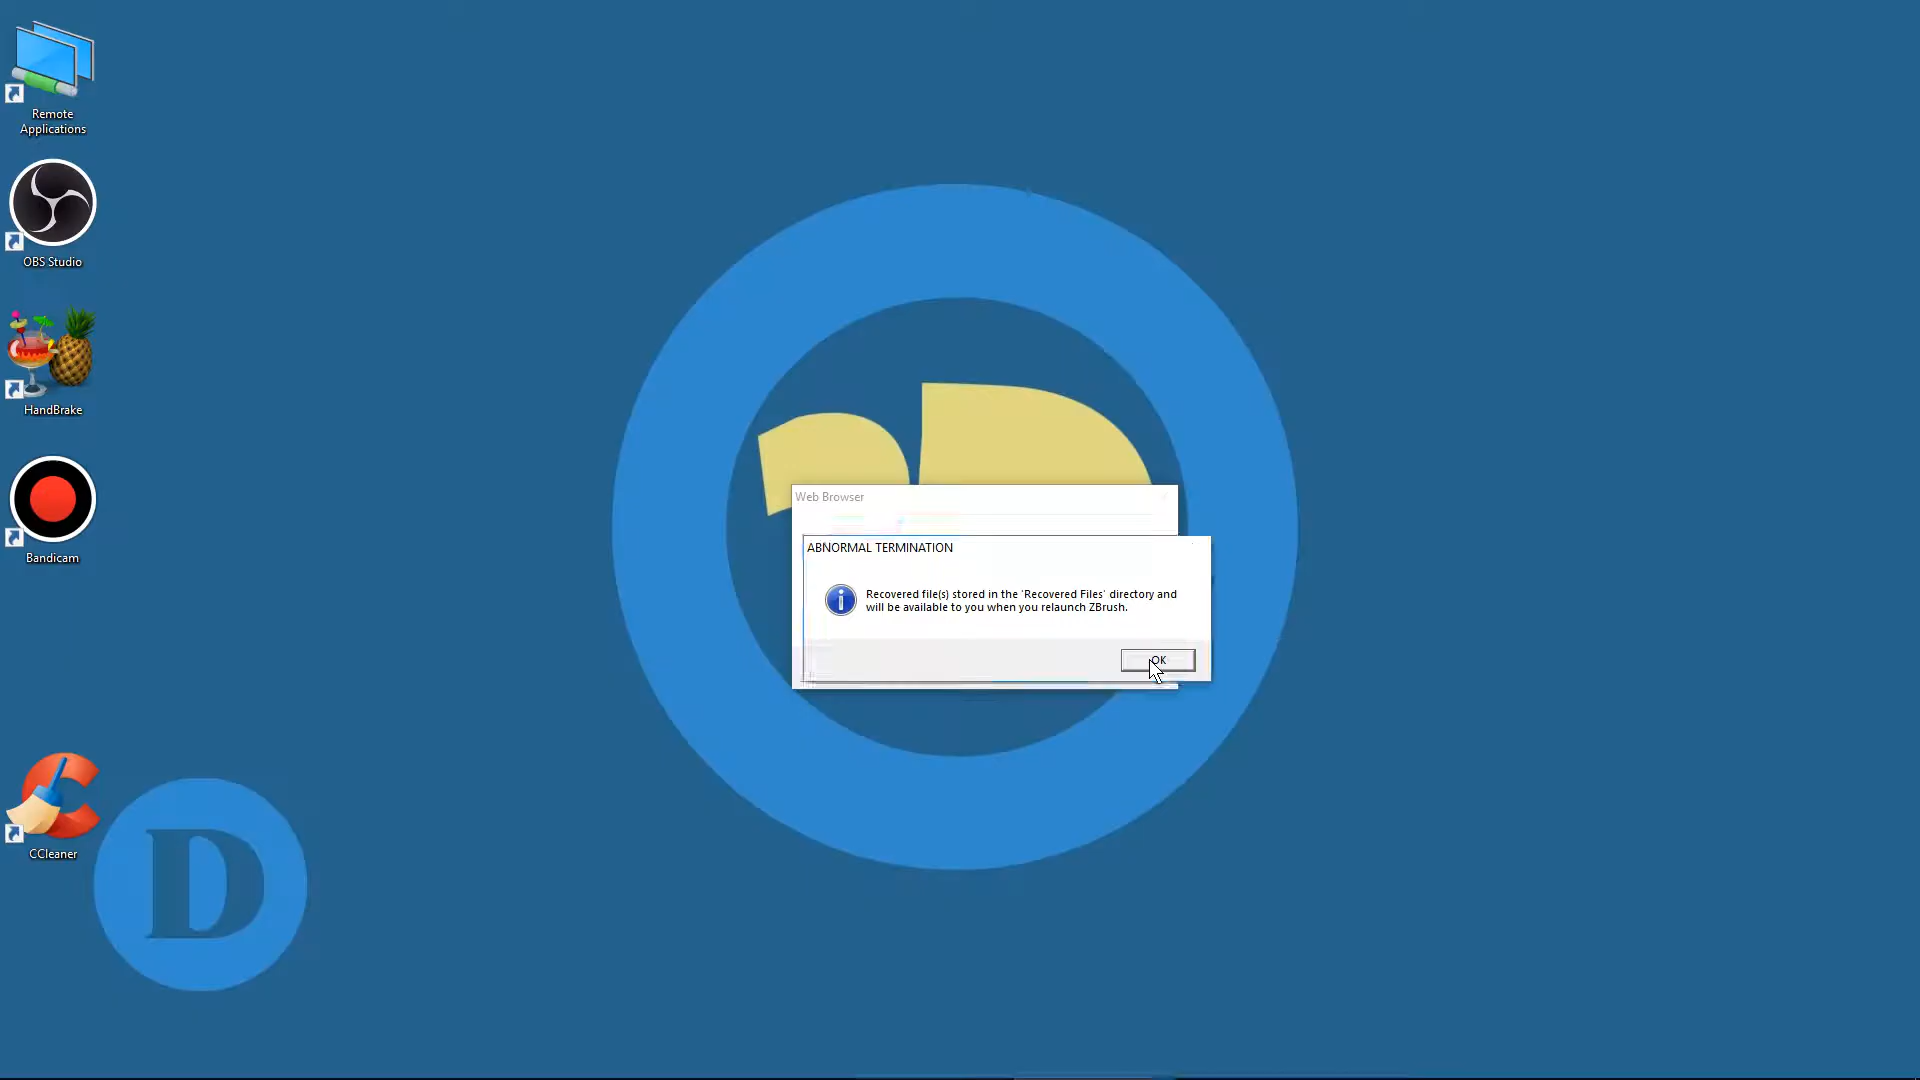 Remote
Applications
OBS Studio
HandBrake
Bandicam
CCleaner
D
Web Browser
ABNORMAL TERMINATION
Recovered file(s) stored in the 'Recovered Files' directory and
will be available to you when you relaunch ZBrush.
OK